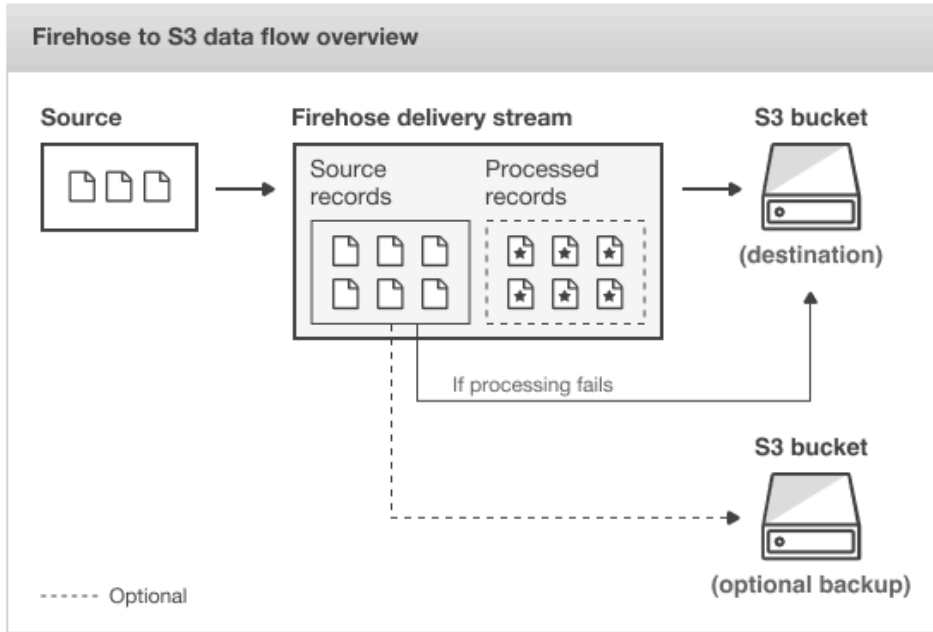 Firehose to S3 data flow overview
Source
Firehose delivery stream
S3 bucket
Source
records
Processed
records
(destination)
If processing fails
S3 bucket
(optional backup)
Optional